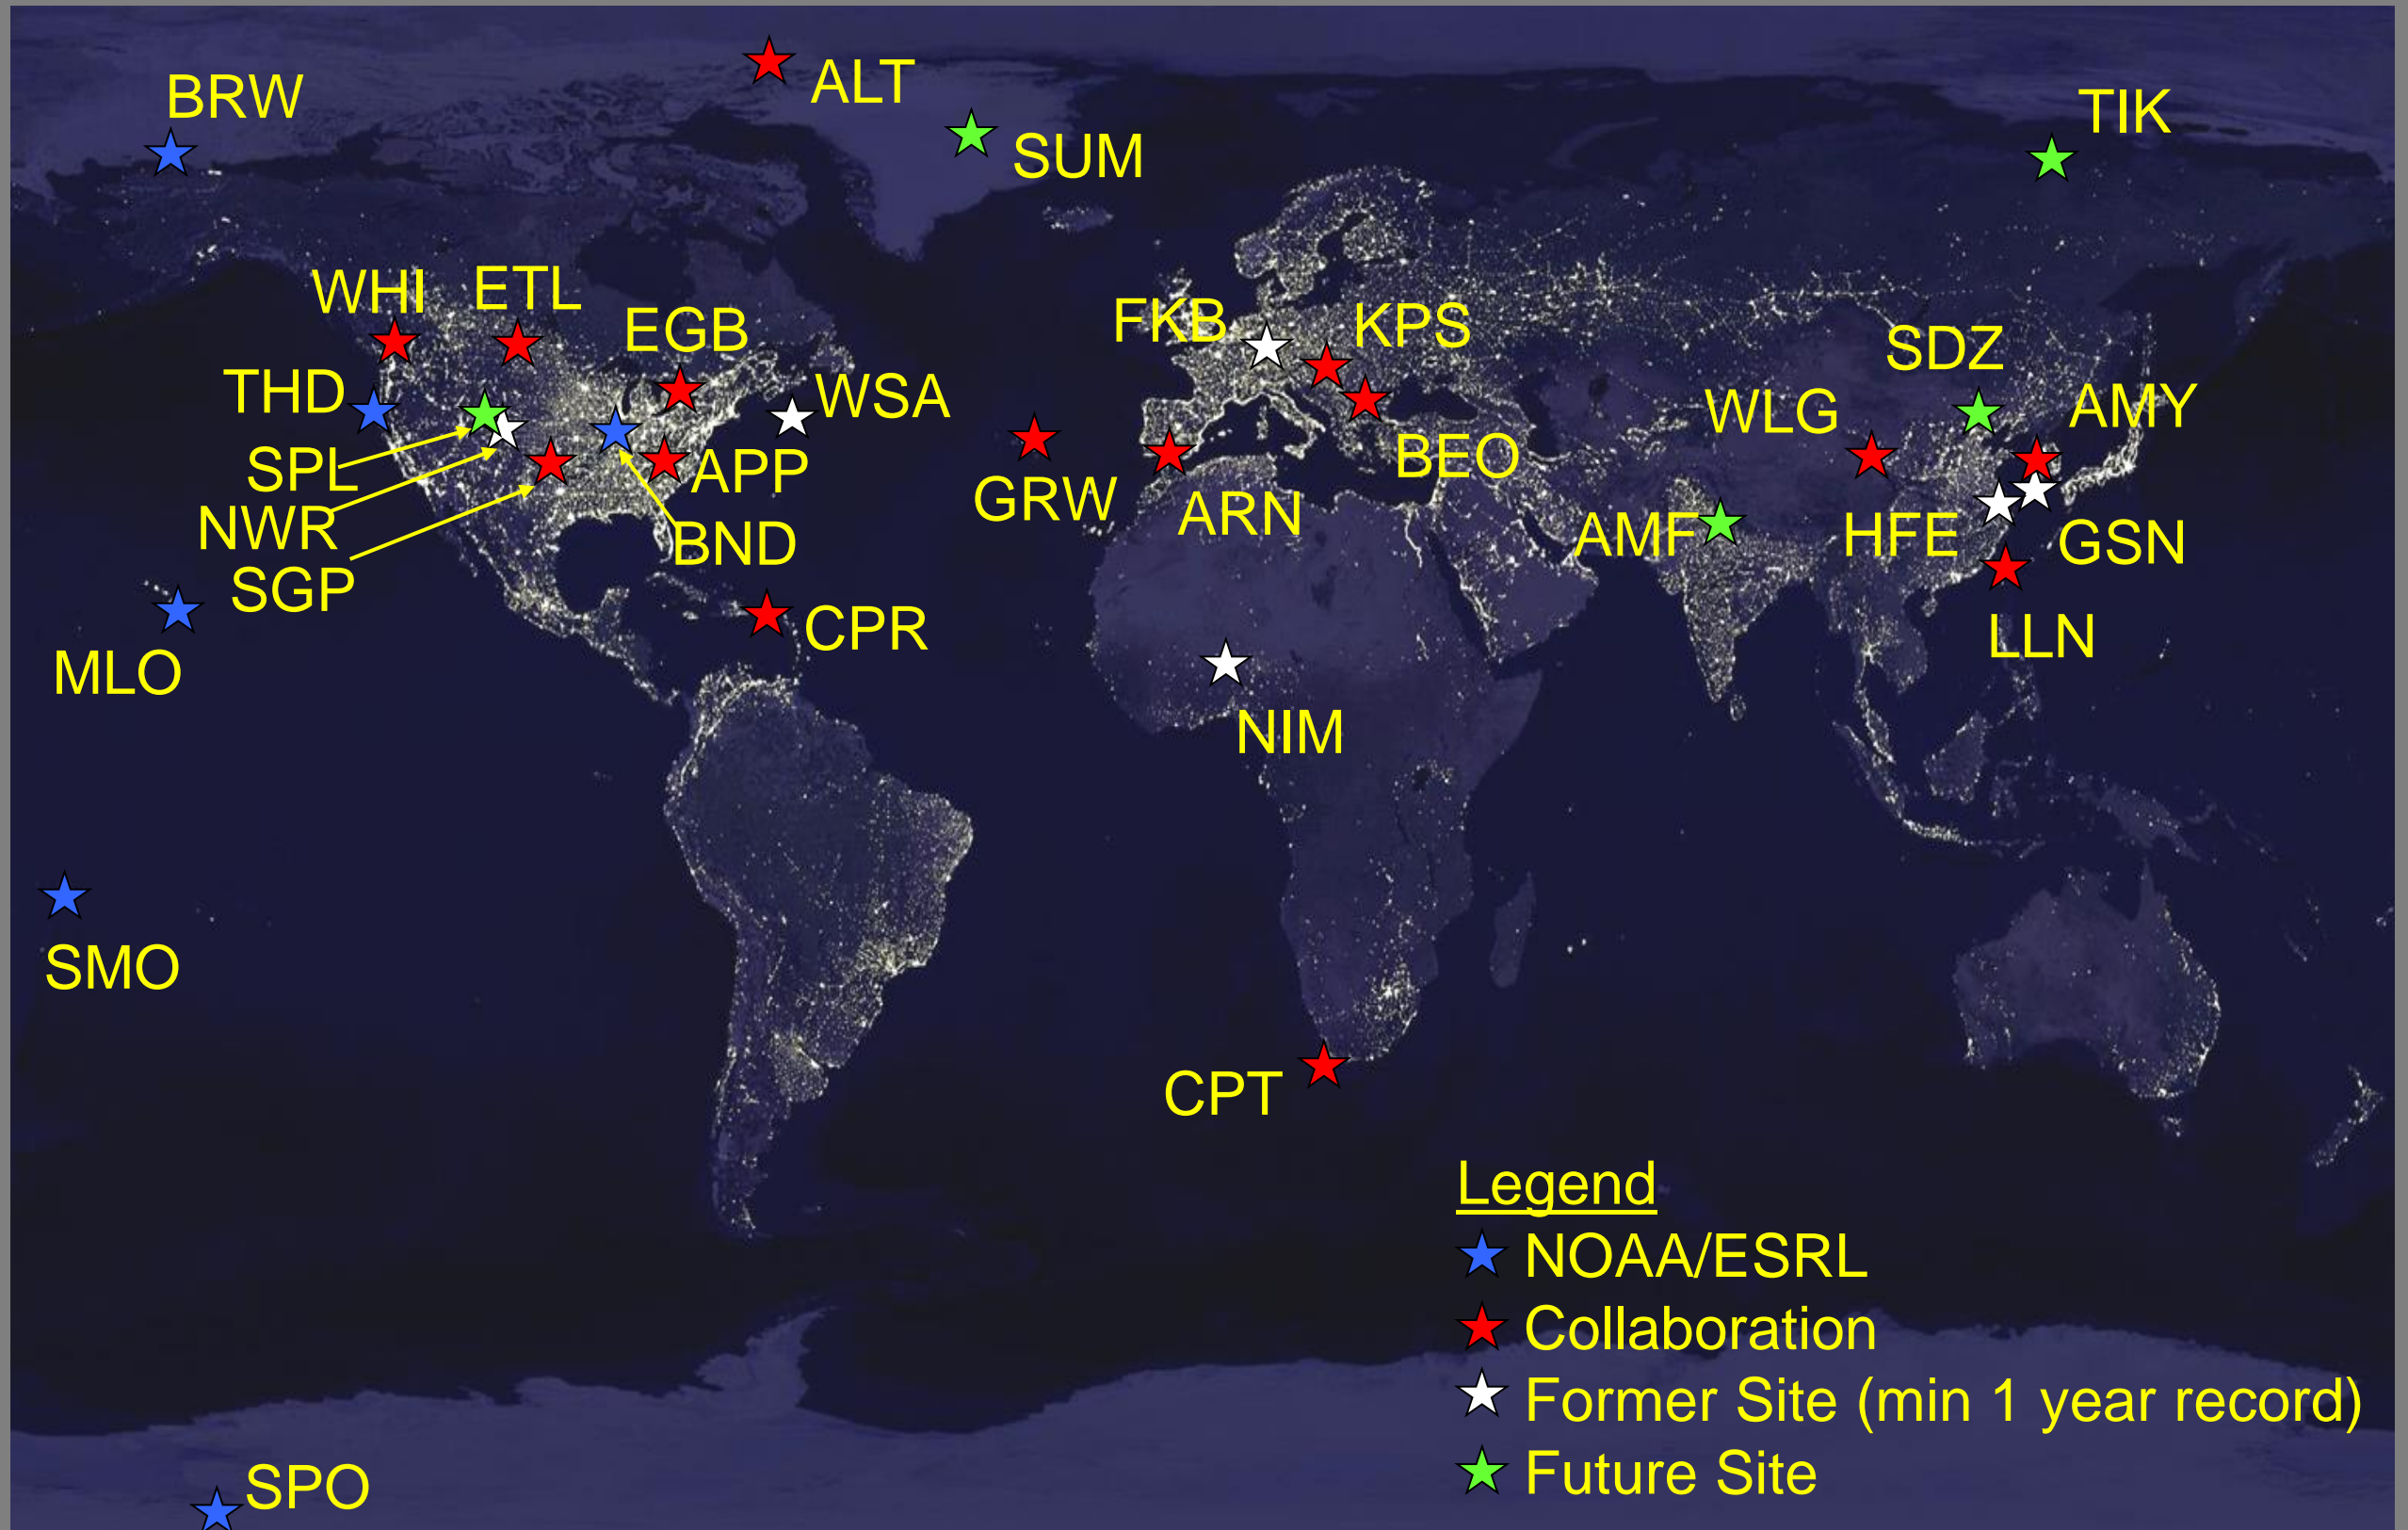 BRW
ALT
TIK
SUM
WHI
ETL
EGB
FKB
KPS
SDZ
THD
WSA
WLG
AMY
SPL
APP
GRW
BEO
ARN
NWR
BND
AMF
HFE
GSN
SGP
CPR
LLN
MLO
NIM
SMO
CPT
Legend
NOAA/ESRL
Collaboration
Former Site (min 1 year record)
Future Site
SPO